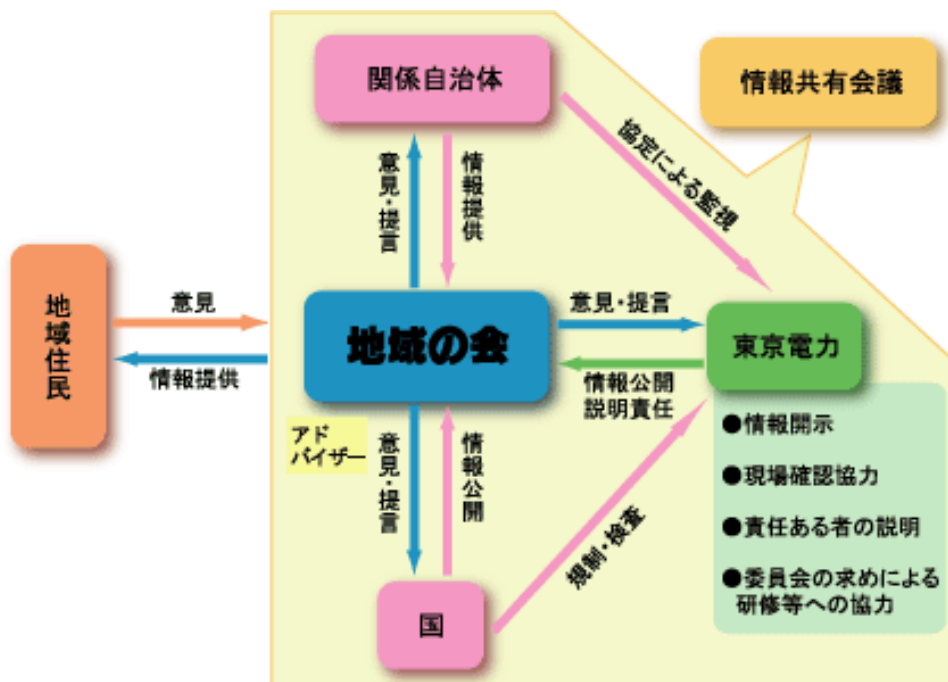 関係自治体
情報共有会議
意見・提言
情報提供
協定による監視
地域住民
意見
情報提供
地域の会
意見・提言
情報公開
説明責任
東京電力
アド
バイザー
意見・提言
情報公開
規制・検査
国
●情報開示
●現場確認協力
●責任ある者の説明
●委員会の求めによる
研修等への協力